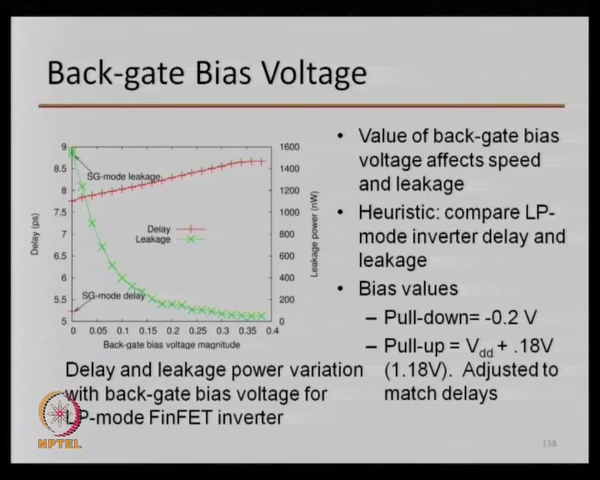 Back-gate Bias Voltage
9
8.5
8
7.5
7
6.5
6
5.5
5
Delay (ps)
1600
1400
1200
1000
800
600
400
200
0
Leakage power (nW)
SG-mode leakage
Delay
Leakage
SG-mode delay
0 0.05 0.1 0.15 0.2 0.25 0.3 0.35 0.4
Back-gate bias voltage magnitude
Delay and leakage power variation
with back-gate bias voltage for
LP-mode FinFET inverter
• Value of back-gate bias
voltage affects speed
and leakage
• Heuristic: compare LP-
mode inverter delay and
leakage
• Bias values
– Pull-down= -0.2 V
– Pull-up = Vdd + .18V
(1.18V). Adjusted to
match delays
NPTEL
138